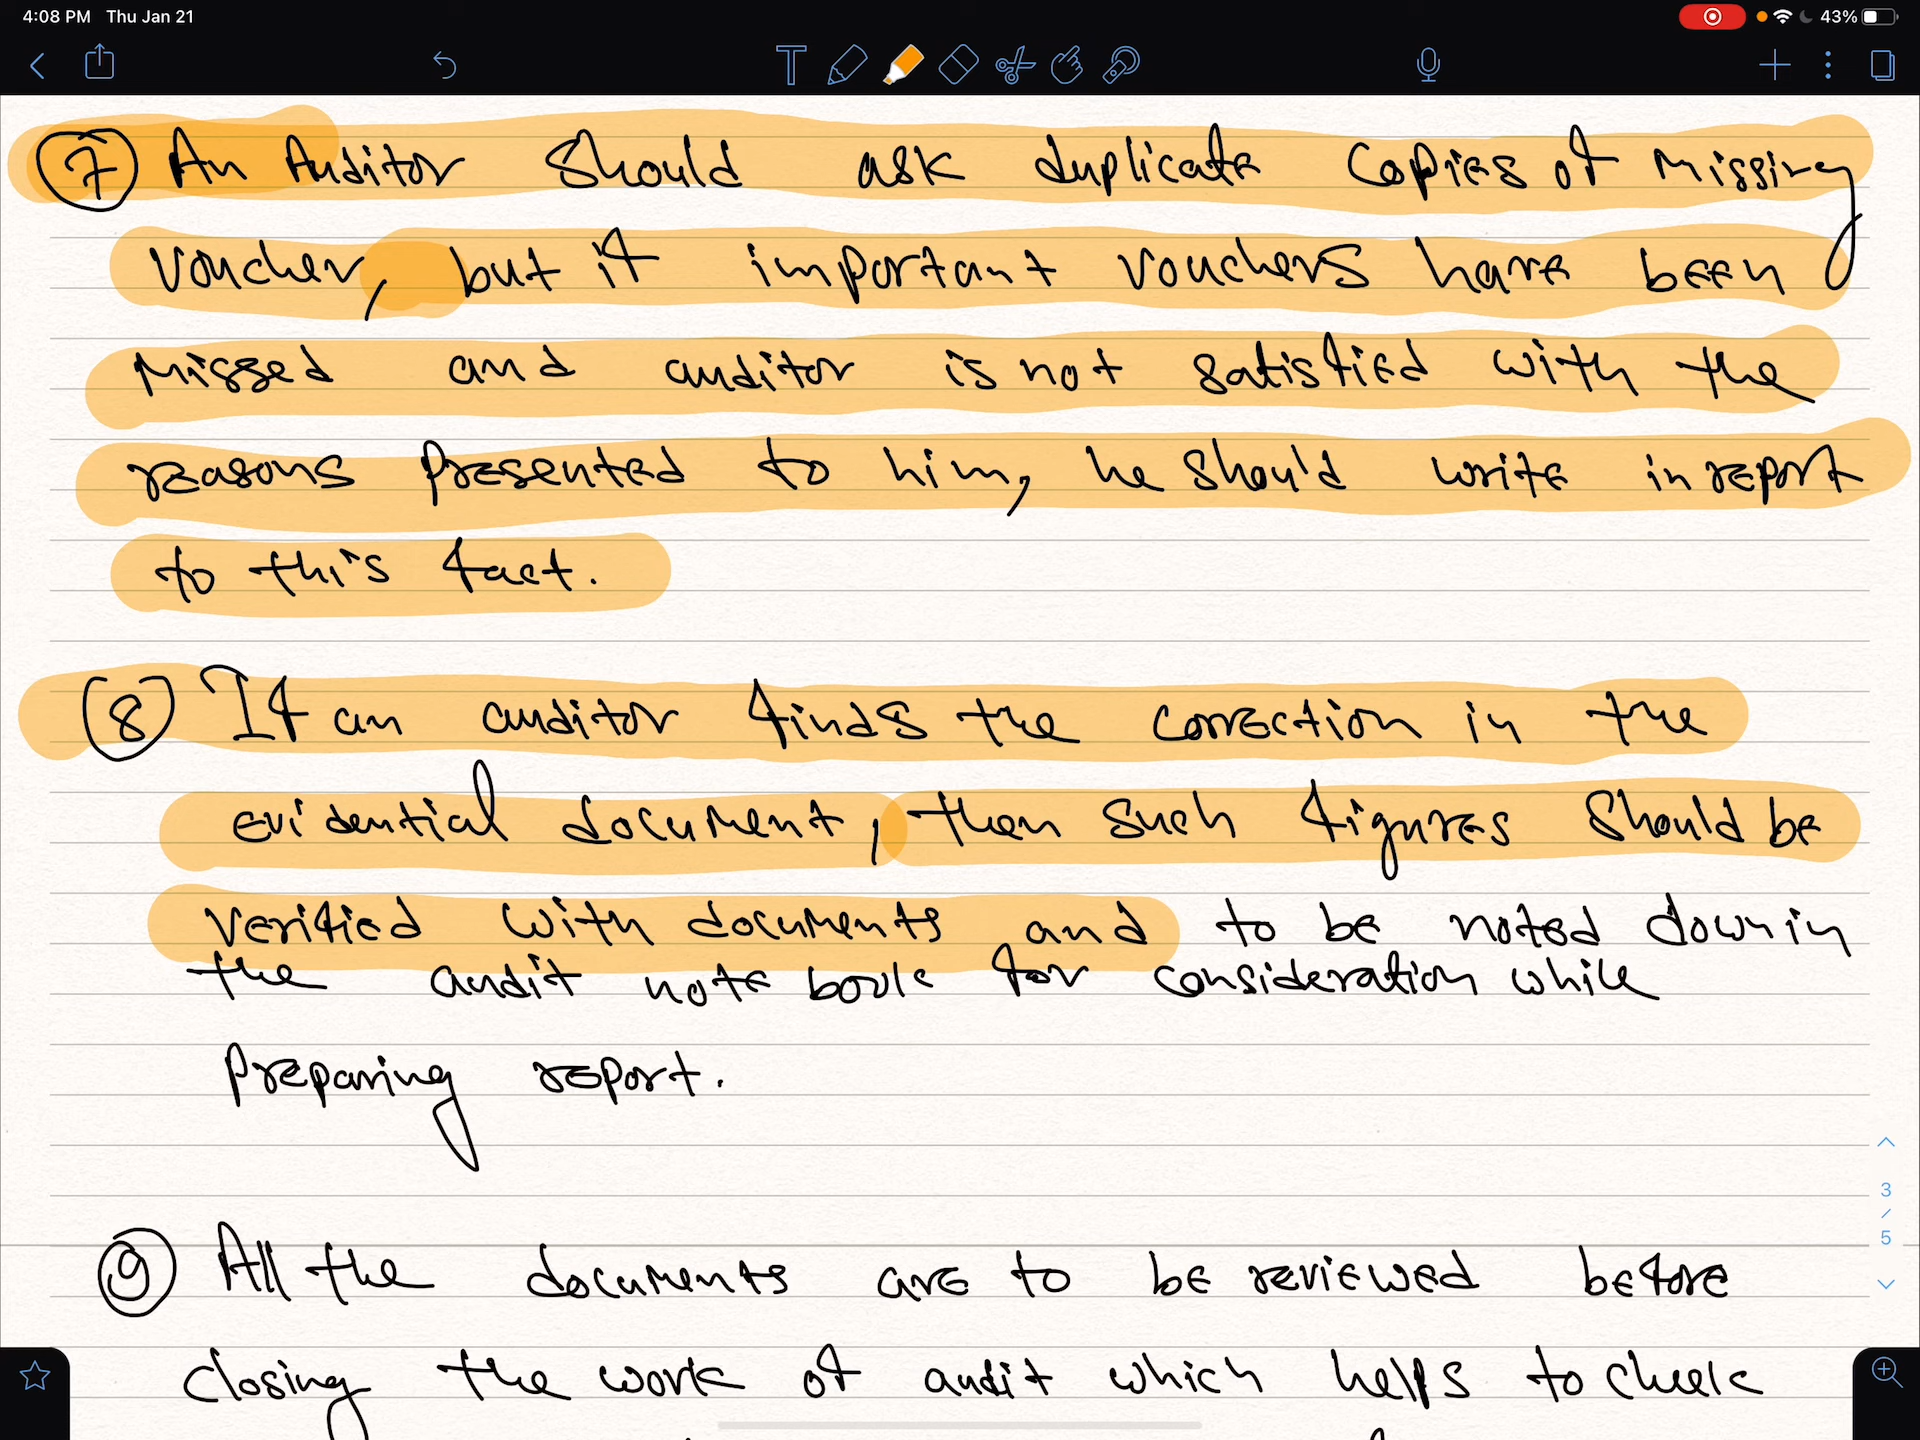 4:08 PM Thu Jan 21
43%
7 An Auditor Should ask duplicate Copies of Missing
Voucher, but if important vouchers have been
Missed and auditor is not satisfied with the
reasons presented to him, he should write in report
to this fact.
8 If an auditor finds the correction in the
evidential document, then such figures should be
verified with documents and to be noted down in
the audit note book for consideration while
Preparing report.
3
/
5
9 All the documents are to be reviewed before
closing the work of audit which helps to check